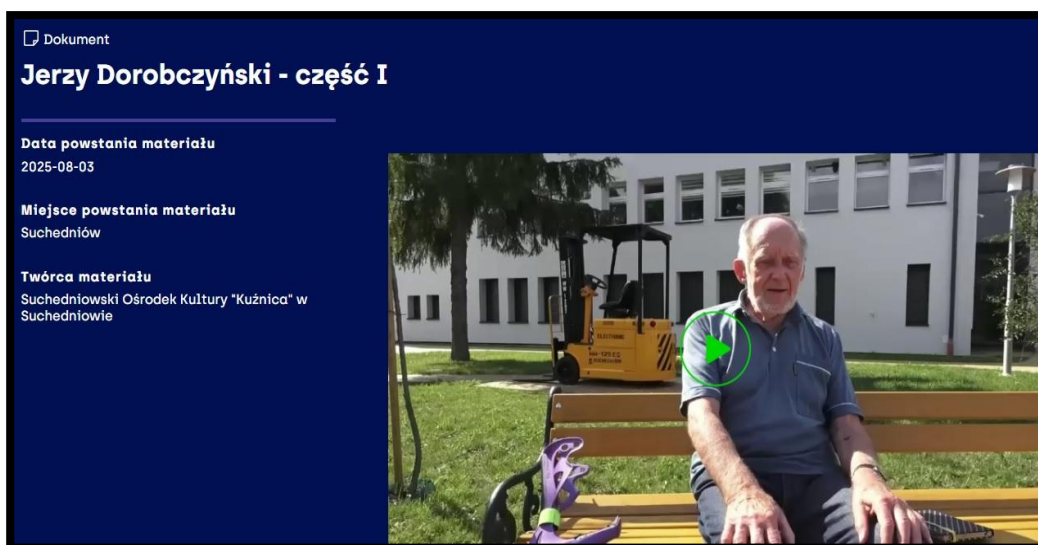 Dokument
Jerzy Dorobczyński - część I
Data powstania materiału
2025-08-03
Miejsce powstania materiału
Suchedniów
Twórca materiału
Suchedniowski Ośrodek Kultury "Kuźnica" w
Suchedniowie